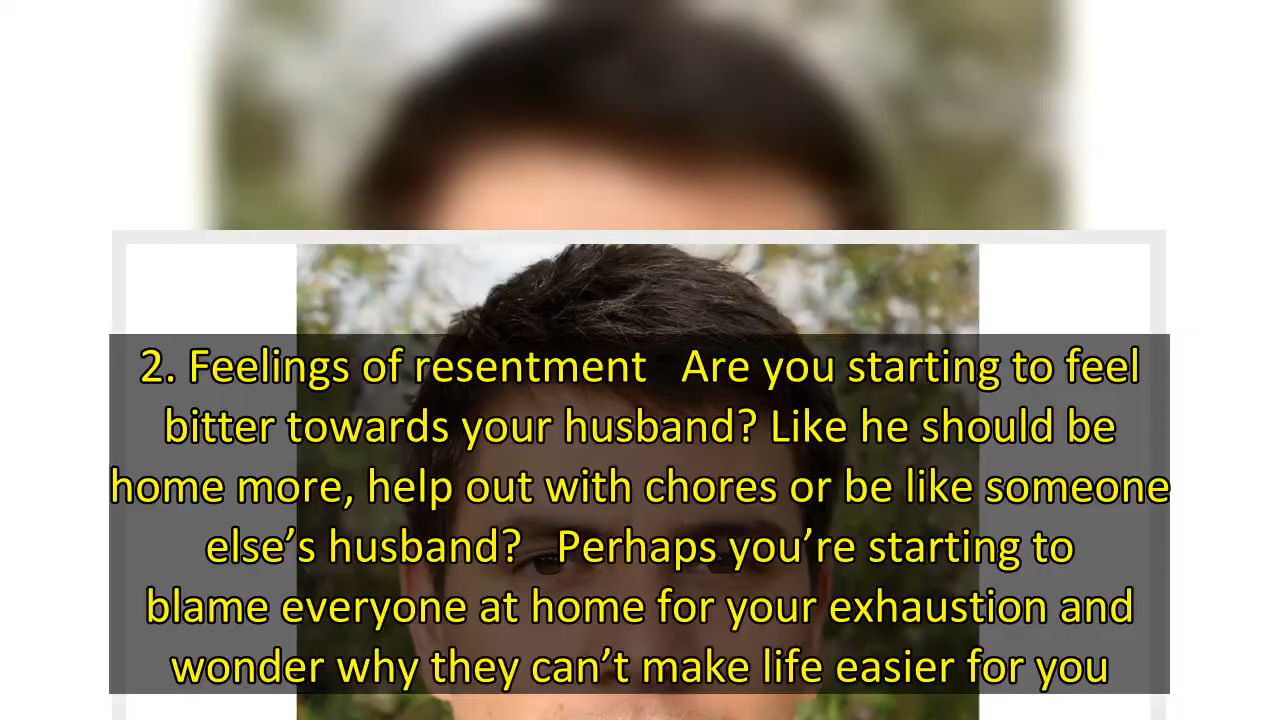 2. Feelings of resentment   Are you starting to feel
bitter towards your husband? Like he should be
home more, help out with chores or be like someone
else’s husband?   Perhaps you’re starting to
blame everyone at home for your exhaustion and
wonder why they can’t make life easier for you